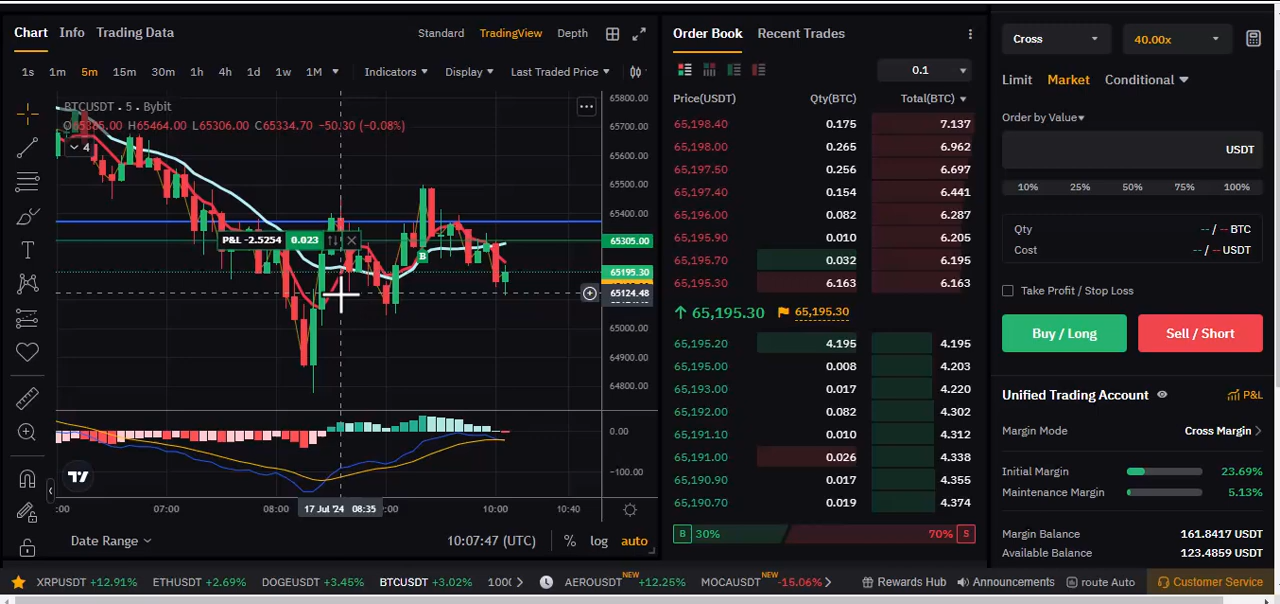 Chart Info Trading Data Standard TradingView Depth
1s 1m 5m 15m 30m 1h 4h 1d 1w 1M Indicators Display Last Traded Price
BTCUSDT · 5 · Bybit
O65385.00 H65464.00 L65306.00 C65334.70 −50.30 (−0.08%)
4
65800.00
65700.00
65600.00
65500.00
65400.00
P&L -2.5254 0.023
65305.00
B
65195.30
65124.48
65000.00
64900.00
64800.00
0.00
−100.00
:00 07:00 08:00 17 Jul '24 08:35 :00 10:00 10:40
Date Range 10:07:47 (UTC) % log auto
Order Book Recent Trades
0.1
Price(USDT) Qty(BTC) Total(BTC)
65,198.40 0.175 7.137
65,198.00 0.265 6.962
65,197.50 0.256 6.697
65,197.40 0.154 6.441
65,196.00 0.082 6.287
65,195.90 0.010 6.205
65,195.70 0.032 6.195
65,195.30 6.163 6.163
65,195.30 65,195.30
65,195.20 4.195 4.195
65,195.00 0.008 4.203
65,193.00 0.017 4.220
65,192.00 0.082 4.302
65,191.10 0.010 4.312
65,191.00 0.026 4.338
65,190.90 0.017 4.355
65,190.70 0.019 4.374
B 30% 70% S
Cross 40.00x
Limit Market Conditional
Order by Value
USDT
10% 25% 50% 75% 100%
Qty --/-- BTC
Cost --/-- USDT
Take Profit / Stop Loss
Buy / Long Sell / Short
Unified Trading Account P&L
Margin Mode Cross Margin
Initial Margin 23.69%
Maintenance Margin 5.13%
Margin Balance 161.8417 USDT
Available Balance 123.4859 USDT
XRPUSDT +12.91% ETHUSDT +2.69% DOGEUSDT +3.45% BTCUSDT +3.02% 100 AEROUSDT NEW +12.25% MOCAUSDT NEW -15.06% Rewards Hub Announcements route Auto Customer Service